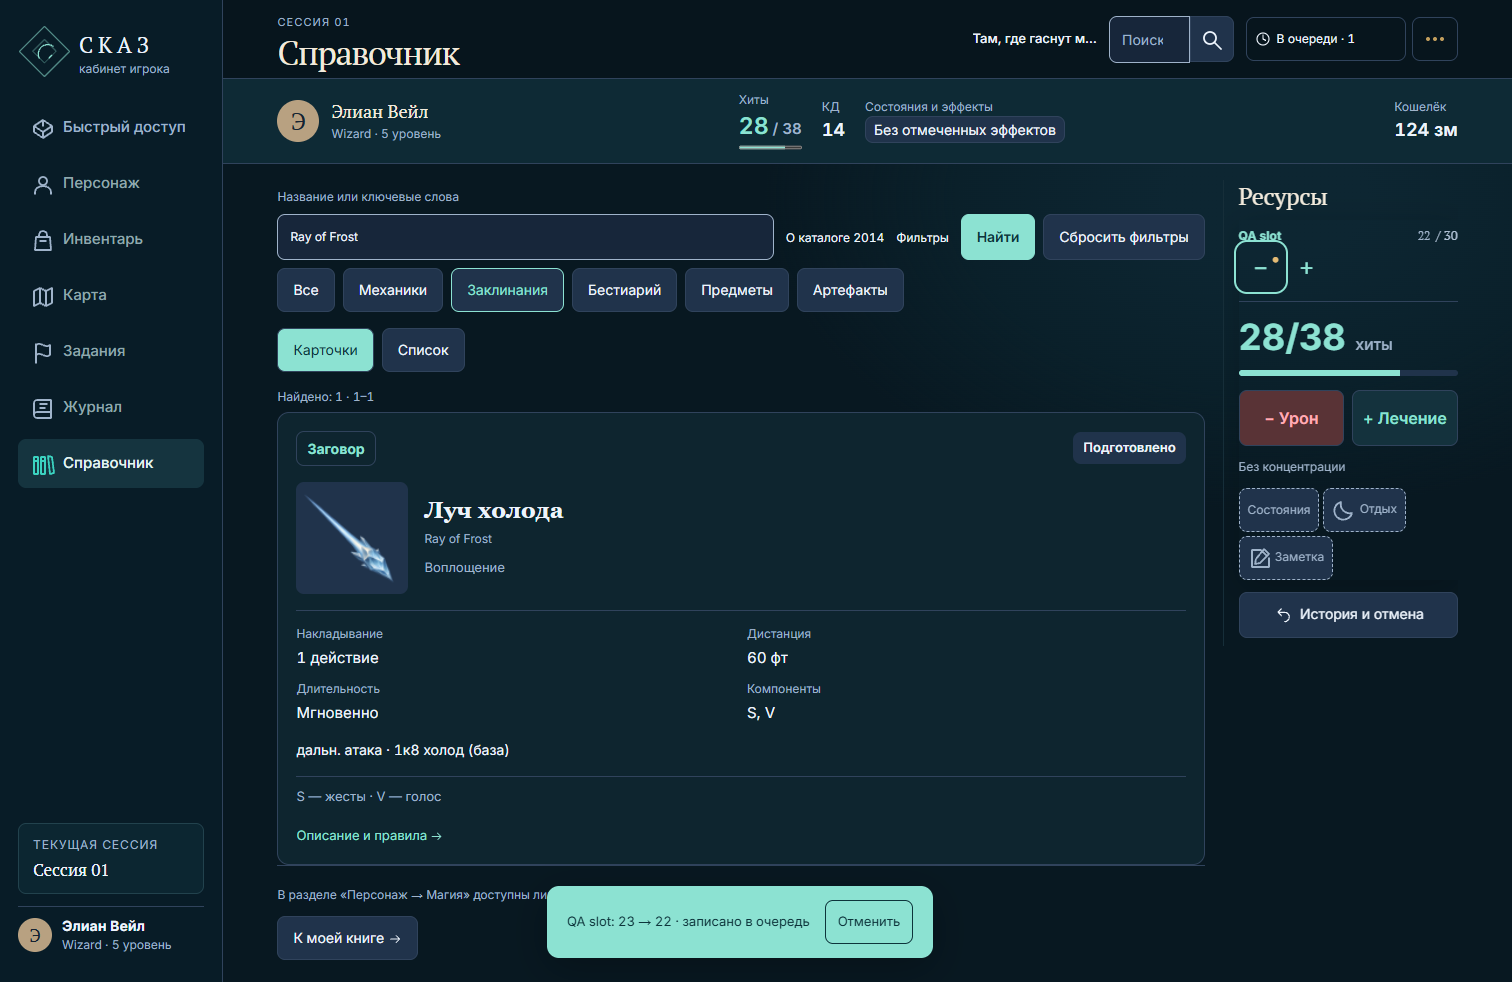 СКАЗ
кабинет игрока
Быстрый доступ
Персонаж
Инвентарь
Карта
Задания
Журнал
Справочник
ТЕКУЩАЯ СЕССИЯ
Сессия 01
Э
Элиан Вейл
Wizard · 5 уровень
СЕССИЯ 01
Справочник
Там, где гаснут м...
Поиск
В очереди · 1
Э
Элиан Вейл
Wizard · 5 уровень
Хиты
28 / 38
КД
14
Состояния и эффекты
Без отмеченных эффектов
Кошелёк
124 зм
Название или ключевые слова
Ray of Frost
О каталоге 2014
Фильтры
Найти
Сбросить фильтры
Все
Механики
Заклинания
Бестиарий
Предметы
Артефакты
Карточки
Список
Найдено: 1 · 1–1
Заговор
Подготовлено
Луч холода
Ray of Frost
Воплощение
Накладывание
1 действие
Дистанция
60 фт
Длительность
Мгновенно
Компоненты
S, V
дальн. атака · 1к8 холод (база)
S — жесты · V — голос
Описание и правила →
В разделе «Персонаж → Магия» доступны ли
К моей книге →
QA slot: 23 → 22 · записано в очередь
Отменить
Ресурсы
QA slot
22 / 30
− +
28/38 хиты
− Урон
+ Лечение
Без концентрации
Состояния
Отдых
Заметка
История и отмена